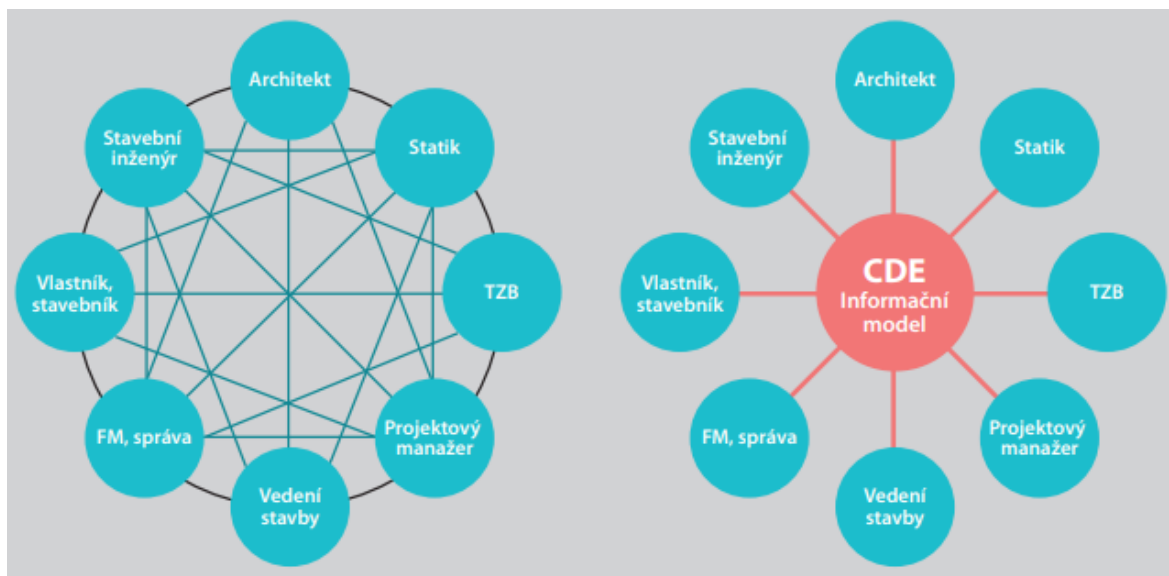 Architekt
Stavební
inženýr
Statik
Vlastník,
stavebník
TZB
FM, správa
Projektový
manažer
Vedení
stavby
Architekt
Stavební
inženýr
Statik
Vlastník,
stavebník
CDE
Informační
model
TZB
FM, správa
Projektový
manažer
Vedení
stavby